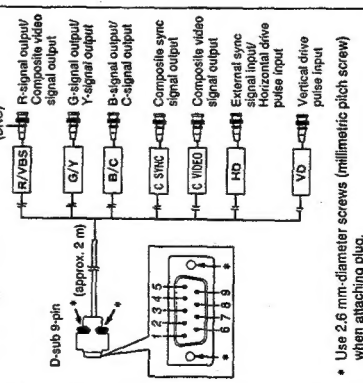 (BNC)
R/VBS
R-signal output/
Composite video
signal output
G/Y
G-signal output/
Y-signal output
B/C
B-signal output/
C-signal output
C SYNC
Composite sync
signal output
C VIDEO
Composite video
signal output
HD
External sync
signal input/
Horizontal drive
pulse input
VD
Vertical drive
pulse input
D-sub 9-pin
(approx. 2 m)
* *
1 2 3 4 5
6 7 8 9
* *
* Use 2.6 mm-diameter screws (millimetric pitch screw)
when attaching plug.